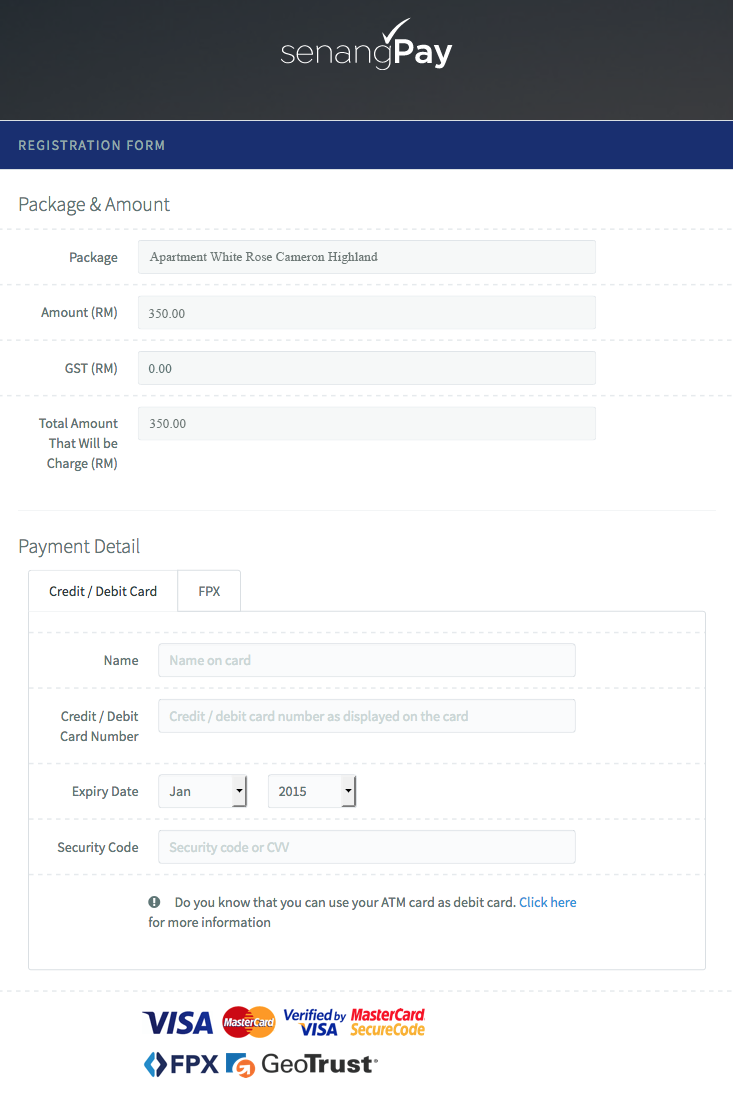 senangPay
REGISTRATION FORM
Package & Amount
Package
Apartment White Rose Cameron Highland
Amount (RM)
350.00
GST (RM)
0.00
Total Amount
That Will be
Charge (RM)
350.00
Payment Detail
Credit / Debit Card
FPX
Name
Name on card
Credit / Debit
Card Number
Credit / debit card number as displayed on the card
Expiry Date
Jan
2015
Security Code
Security code or CVV
Do you know that you can use your ATM card as debit card. Click here
for more information
VISA
MasterCard
Verified by
VISA
MasterCard
SecureCode
FPX
GeoTrust